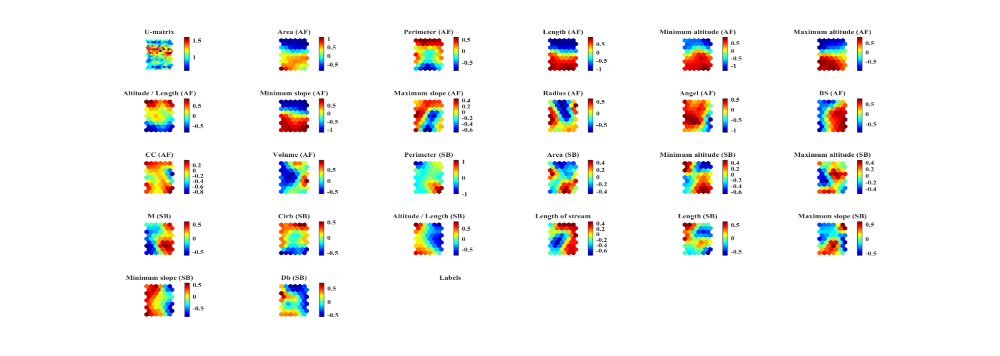 U-matrix Area (AF) Perimeter (AF) Length (AF) Minimum altitude (AF) Maximum altitude (AF)
1.5 1
1 0.5 0 -0.5
0.5 0 -0.5
0.5 0 -0.5 -1
0.5 0 -0.5 -1
0.5 0 -0.5
Altitude / Length (AF) Minimum slope (AF) Maximum slope (AF) Radius (AF) Angel (AF) BS (AF)
0.5 0 -0.5
0.5 0 -0.5 -1
0.4 0.2 0 -0.2 -0.4 -0.6
0.5 0 -0.5
0.5 0 -0.5 -1
0.5 0 -0.5
CC (AF) Volume (AF) Perimeter (SB) Area (SB) Minimum altitude (SB) Maximum altitude (SB)
0.2 0 -0.2 -0.4 -0.6 -0.8
0.5 0 -0.5
1 0 -1
0.4 0.2 0 -0.2 -0.4
0.4 0.2 0 -0.2 -0.4 -0.6
0.4 0.2 0 -0.2 -0.4
M (SB) Cirb (SB) Altitude / Length (SB) Length of stream Length (SB) Maximum slope (SB)
0.5 0 -0.5
0.5 0 -0.5
0.5 0 -0.5
0.4 0.2 0 -0.2 -0.4 -0.6
0.5 0 -0.5
0.5 0 -0.5
Minimum slope (SB) Db (SB) Labels
0.5 0 -0.5
0.5 0 -0.5